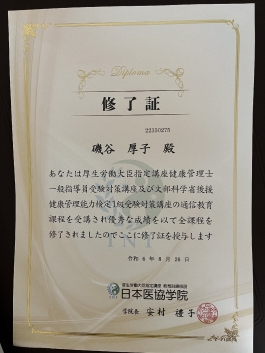 Diploma
修了証
22350275
磯谷 厚子 殿
あなたは厚生労働大臣指定講座健康管理士
一般指導員受験対策講座及び文部科学省後援
健康管理能力検定1級受験対策講座の通信教育
課程を受講され優秀な成績を以て全課程を
修了されましたのでここに修了証を授与します
令和 6年 8月 26日
日本医協学院
学院長 安村 禮子